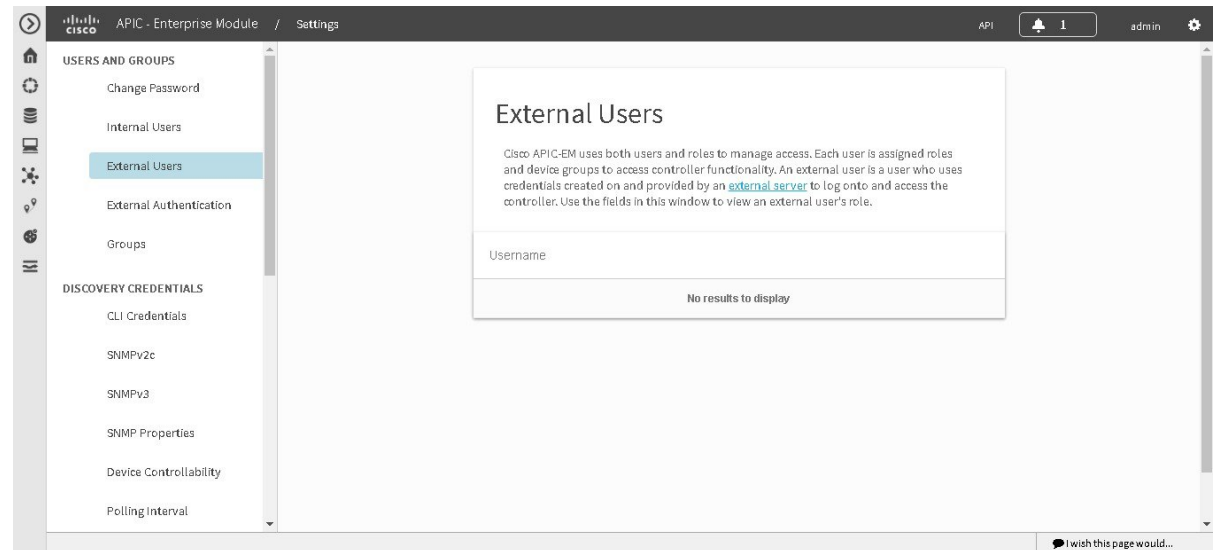 CISCO APIC - Enterprise Module / Settings API 1 admin
USERS AND GROUPS
Change Password
Internal Users
External Users
External Authentication
Groups
DISCOVERY CREDENTIALS
CLI Credentials
SNMPv2c
SNMPv3
SNMP Properties
Device Controllability
Polling Interval
External Users
Cisco APIC-EM uses both users and roles to manage access. Each user is assigned roles
and device groups to access controller functionality. An external user is a user who uses
credentials created on and provided by an external server to log onto and access the
controller. Use the fields in this window to view an external user's role.
Username
No results to display
I wish this page would...